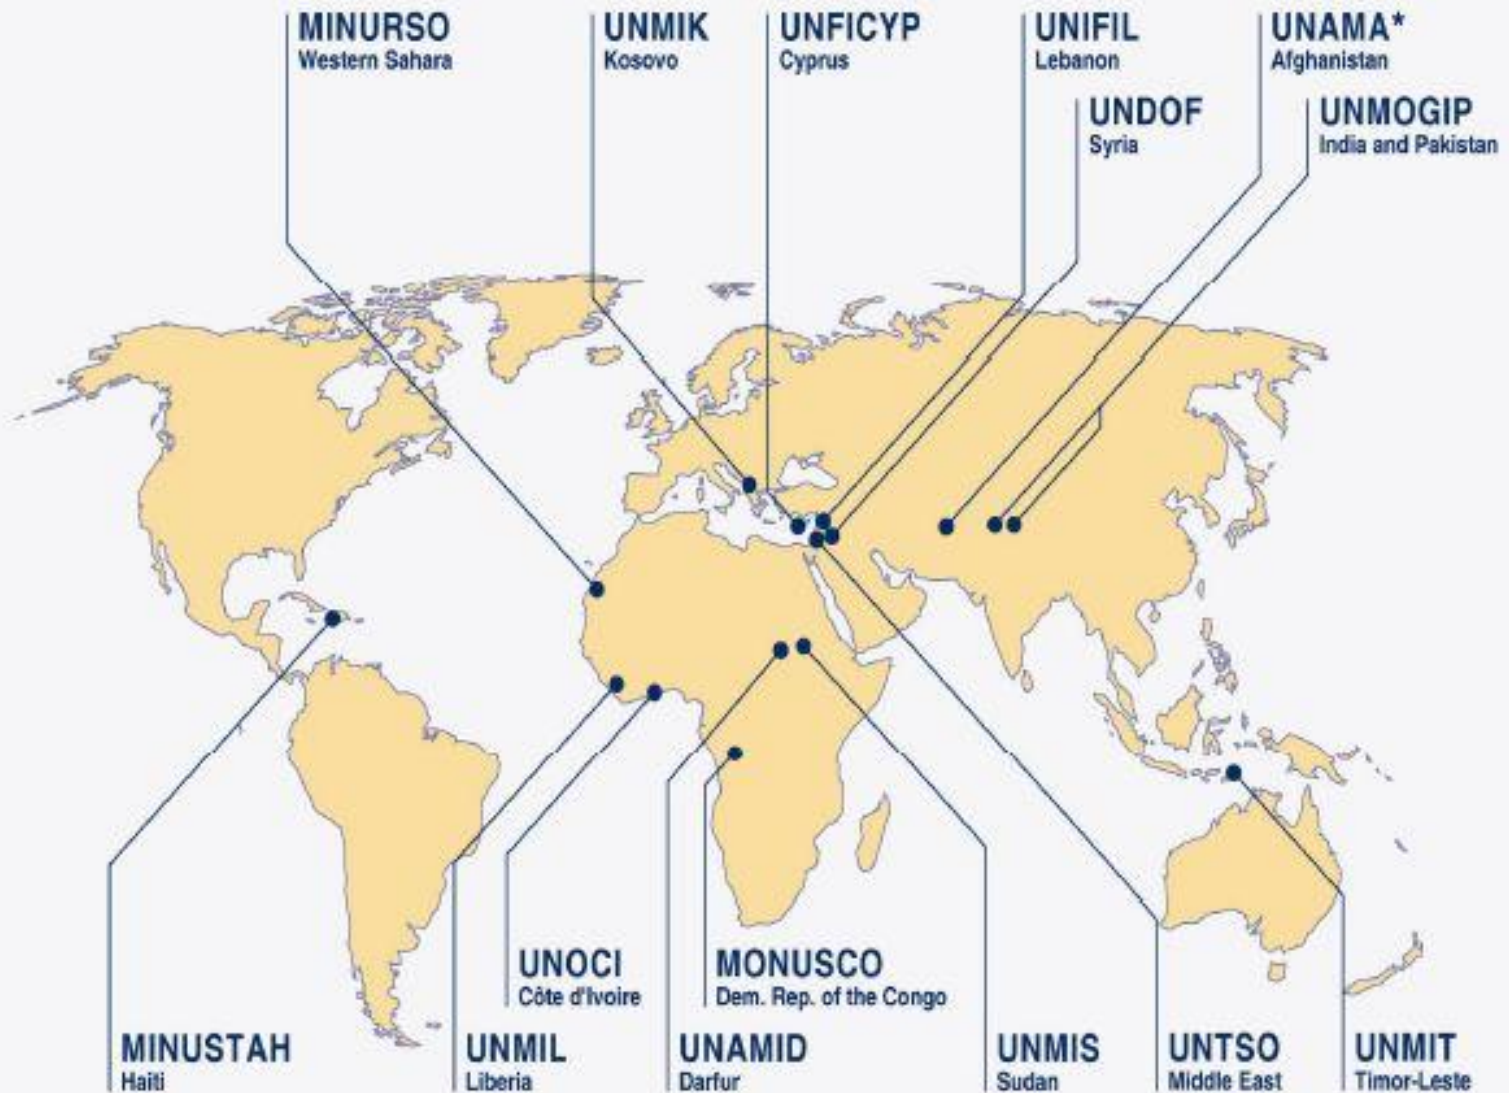 MINURSO
Western Sahara
UNMIK
Kosovo
UNFICYP
Cyprus
UNIFIL
Lebanon
UNAMA*
Afghanistan
UNDOF
Syria
UNMOGIP
India and Pakistan
UNOCI
Côte d'Ivoire
MONUSCO
Dem. Rep. of the Congo
MINUSTAH
Haiti
UNMIL
Liberia
UNAMID
Darfur
UNMIS
Sudan
UNTSO
Middle East
UNMIT
Timor-Leste